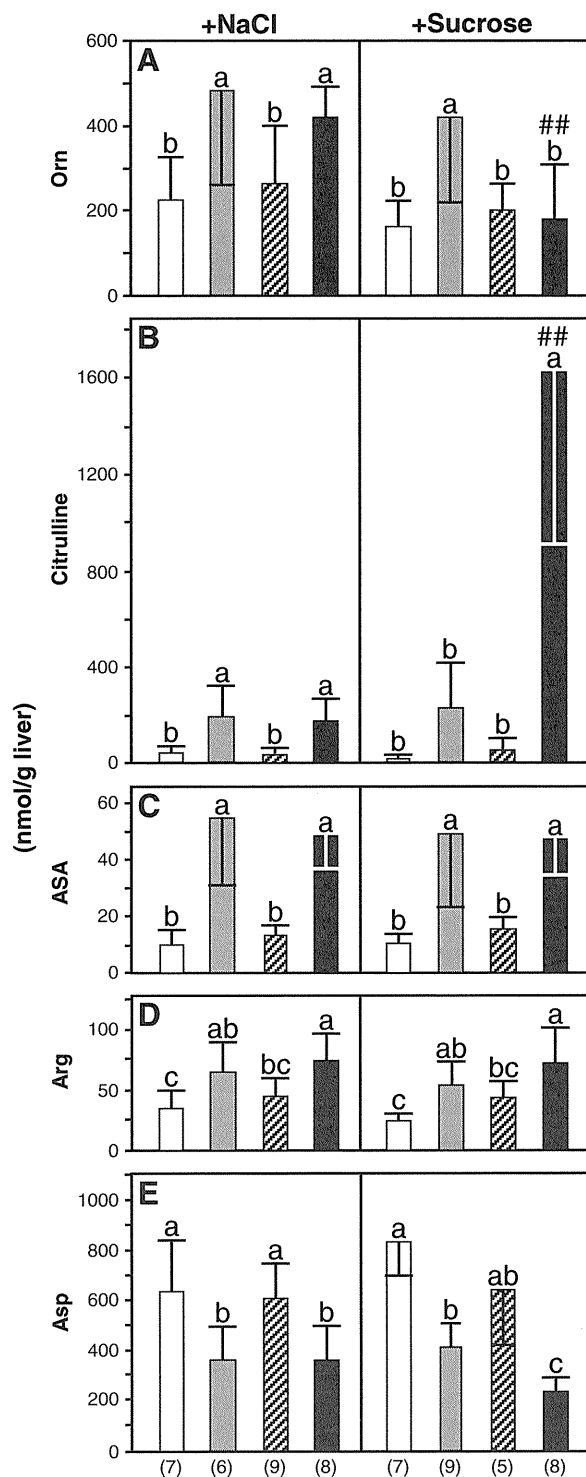 +NaCl +Sucrose
(nmol/g liver)
A
Orn
600
400
200
0
b a b a
b a b ##
b
B
Citrulline
1600
1200
800
400
0
b a b a
b b b ##
a
C
ASA
60
40
20
0
b a b a
b a b a
D
Arg
100
50
0
c ab bc a
c ab bc a
E
Asp
1000
800
600
400
200
0
a b a b
a b ab c
(7) (6) (9) (8) (7) (9) (5) (8)